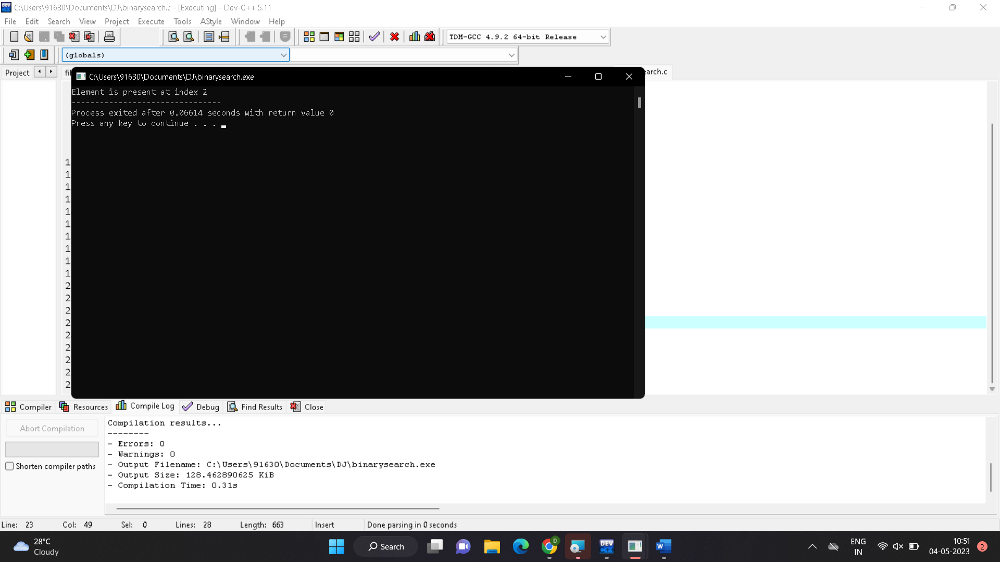 C:\Users\91630\Documents\DJ\binarysearch.c - [Executing] - Dev-C++ 5.11
File Edit Search View Project Execute Tools AStyle Window Help
TDM-GCC 4.9.2 64-bit Release
(globals)
Project
earch.c
C:\Users\91630\Documents\DJ\binarysearch.exe
Element is present at index 2
--------------------------------
Process exited after 0.06614 seconds with return value 0
Press any key to continue . . .
1
1
1
1
1
1
1
1
1
1
2
2
2
2
2
2
2
2
2
Compiler Resources Compile Log Debug Find Results Close
Abort Compilation
Shorten compiler paths
Compilation results...
--------
- Errors: 0
- Warnings: 0
- Output Filename: C:\Users\91630\Documents\DJ\binarysearch.exe
- Output Size: 128.462890625 KiB
- Compilation Time: 0.31s
Line: 23 Col: 49 Sel: 0 Lines: 28 Length: 663 Insert Done parsing in 0 seconds
28°C
Cloudy
Search
DEV
C++
D
W
ENG
IN
10:51
04-05-2023
2